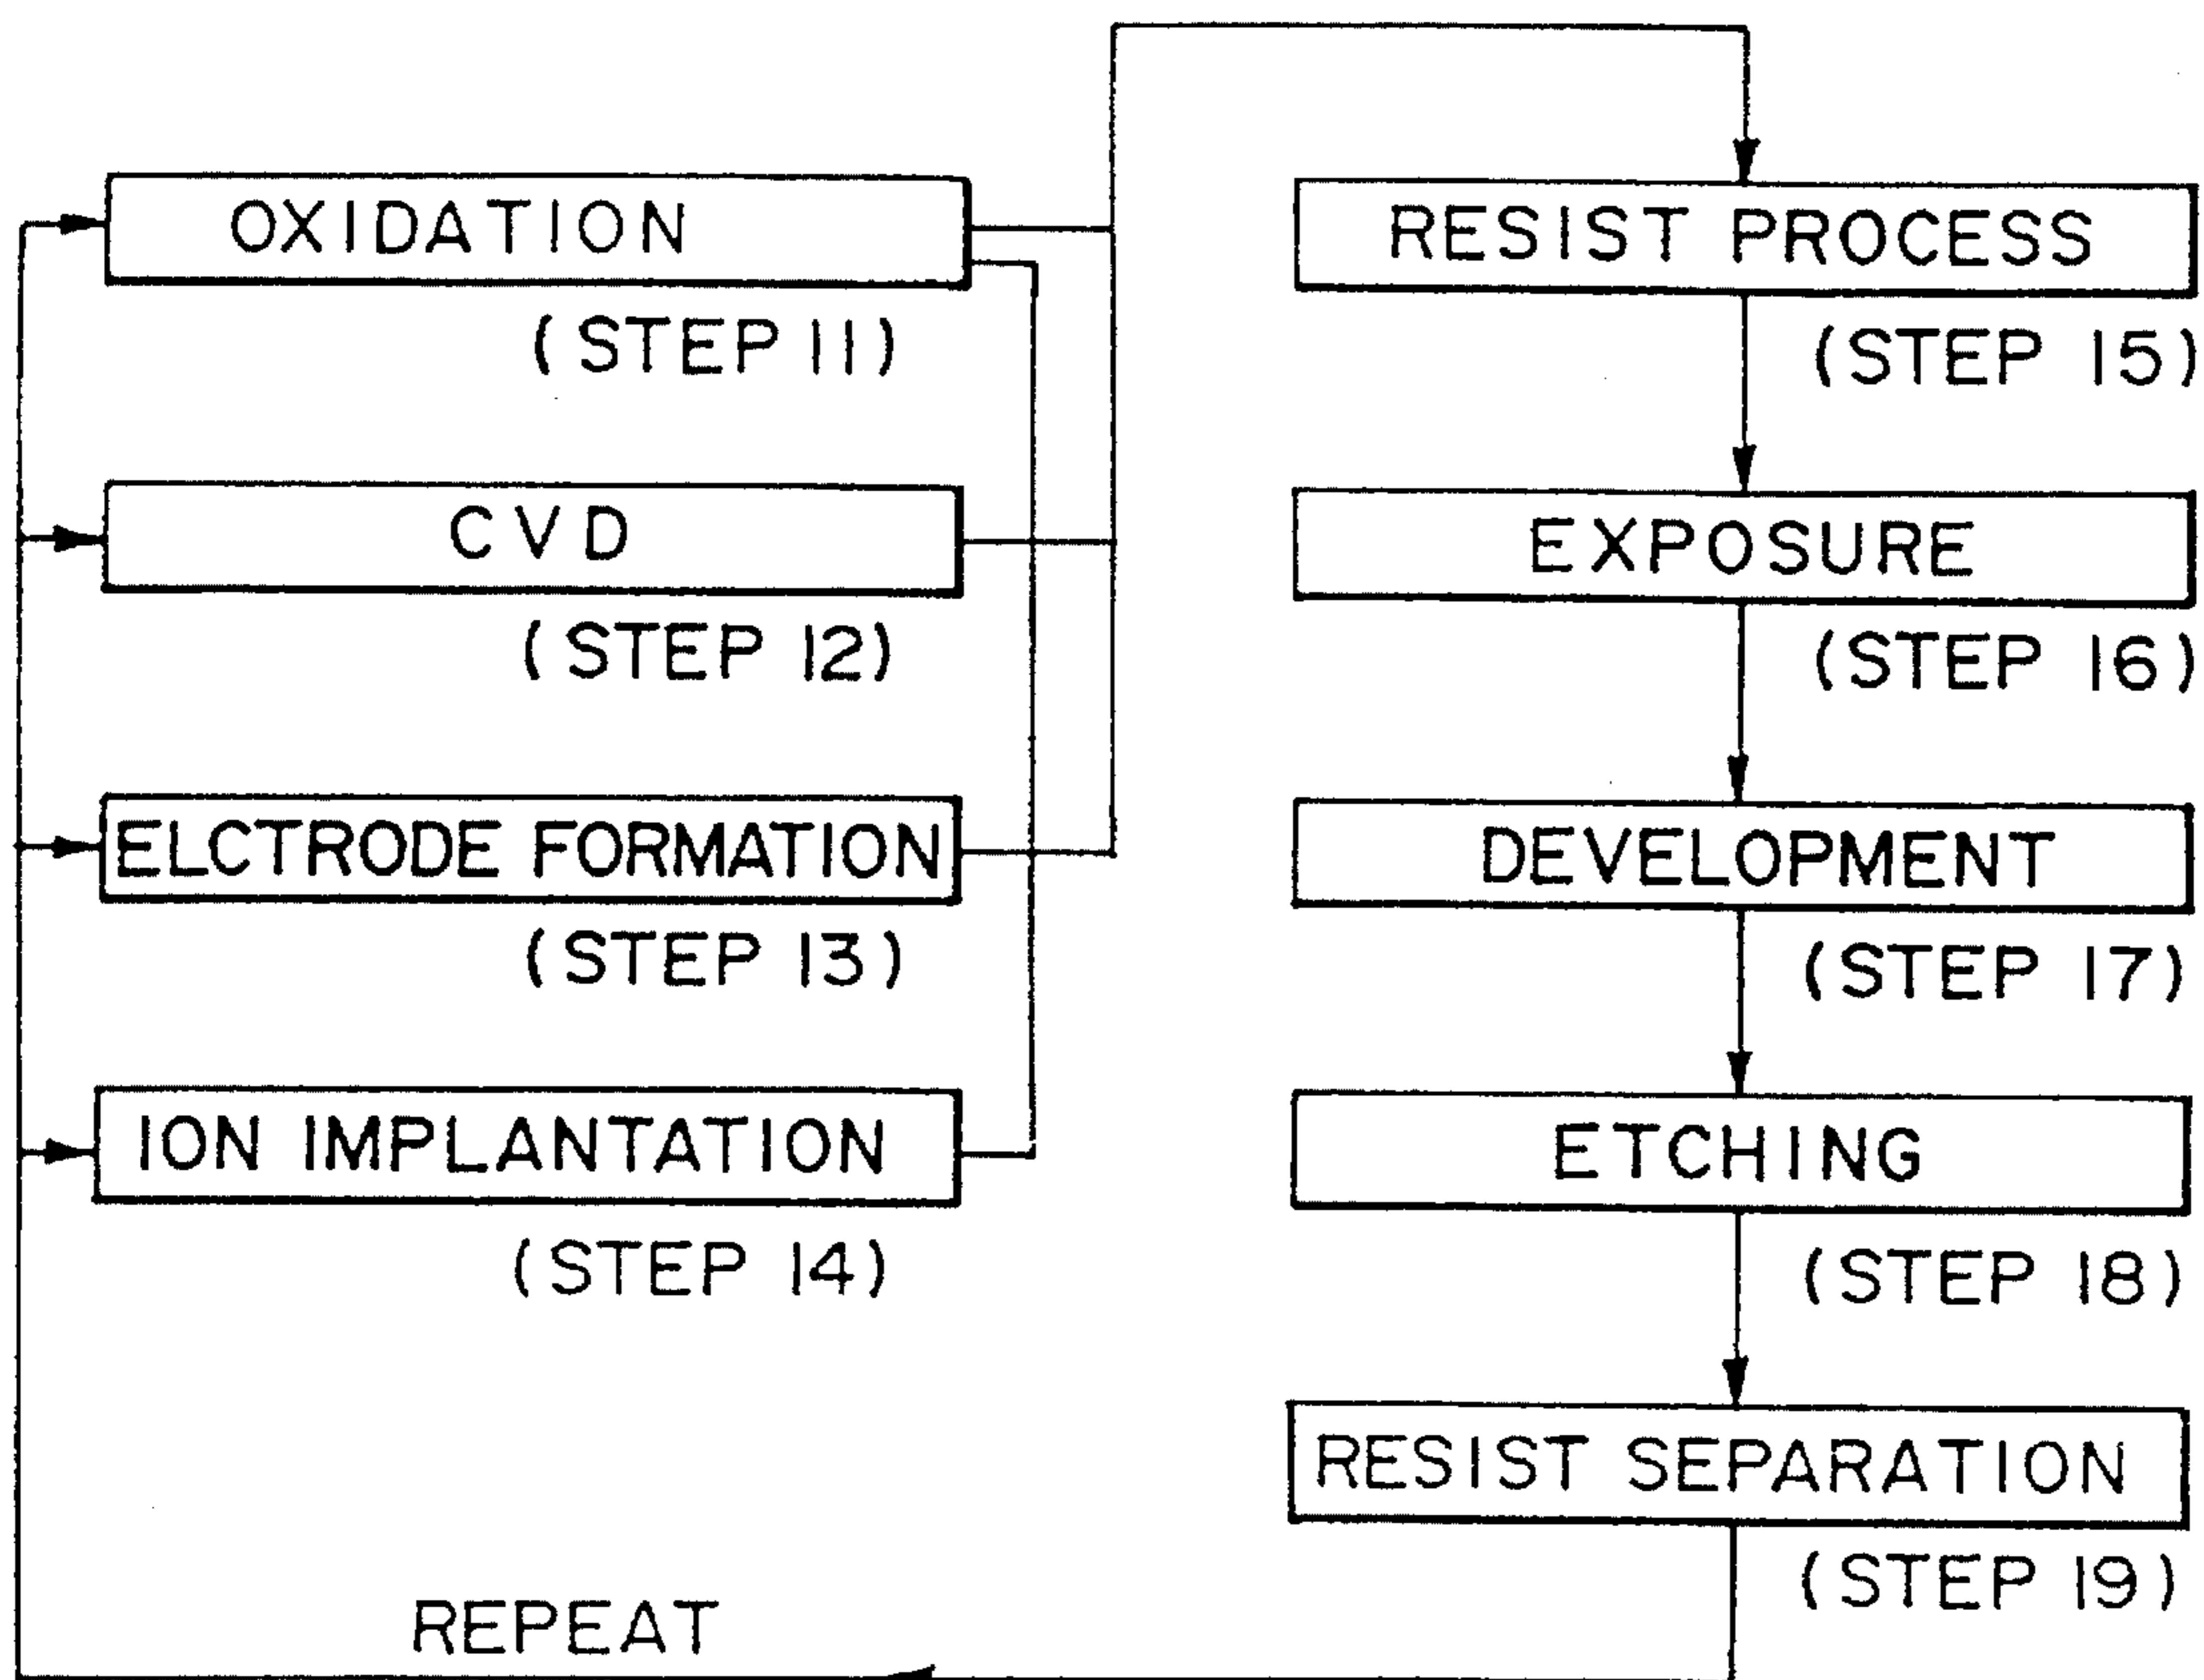 OXIDATION
(STEP 11)
CVD
(STEP 12)
ELCTRODE FORMATION
(STEP 13)
ION IMPLANTATION
(STEP 14)
RESIST PROCESS
(STEP 15)
EXPOSURE
(STEP 16)
DEVELOPMENT
(STEP 17)
ETCHING
(STEP 18)
RESIST SEPARATION
(STEP 19)
REPEAT